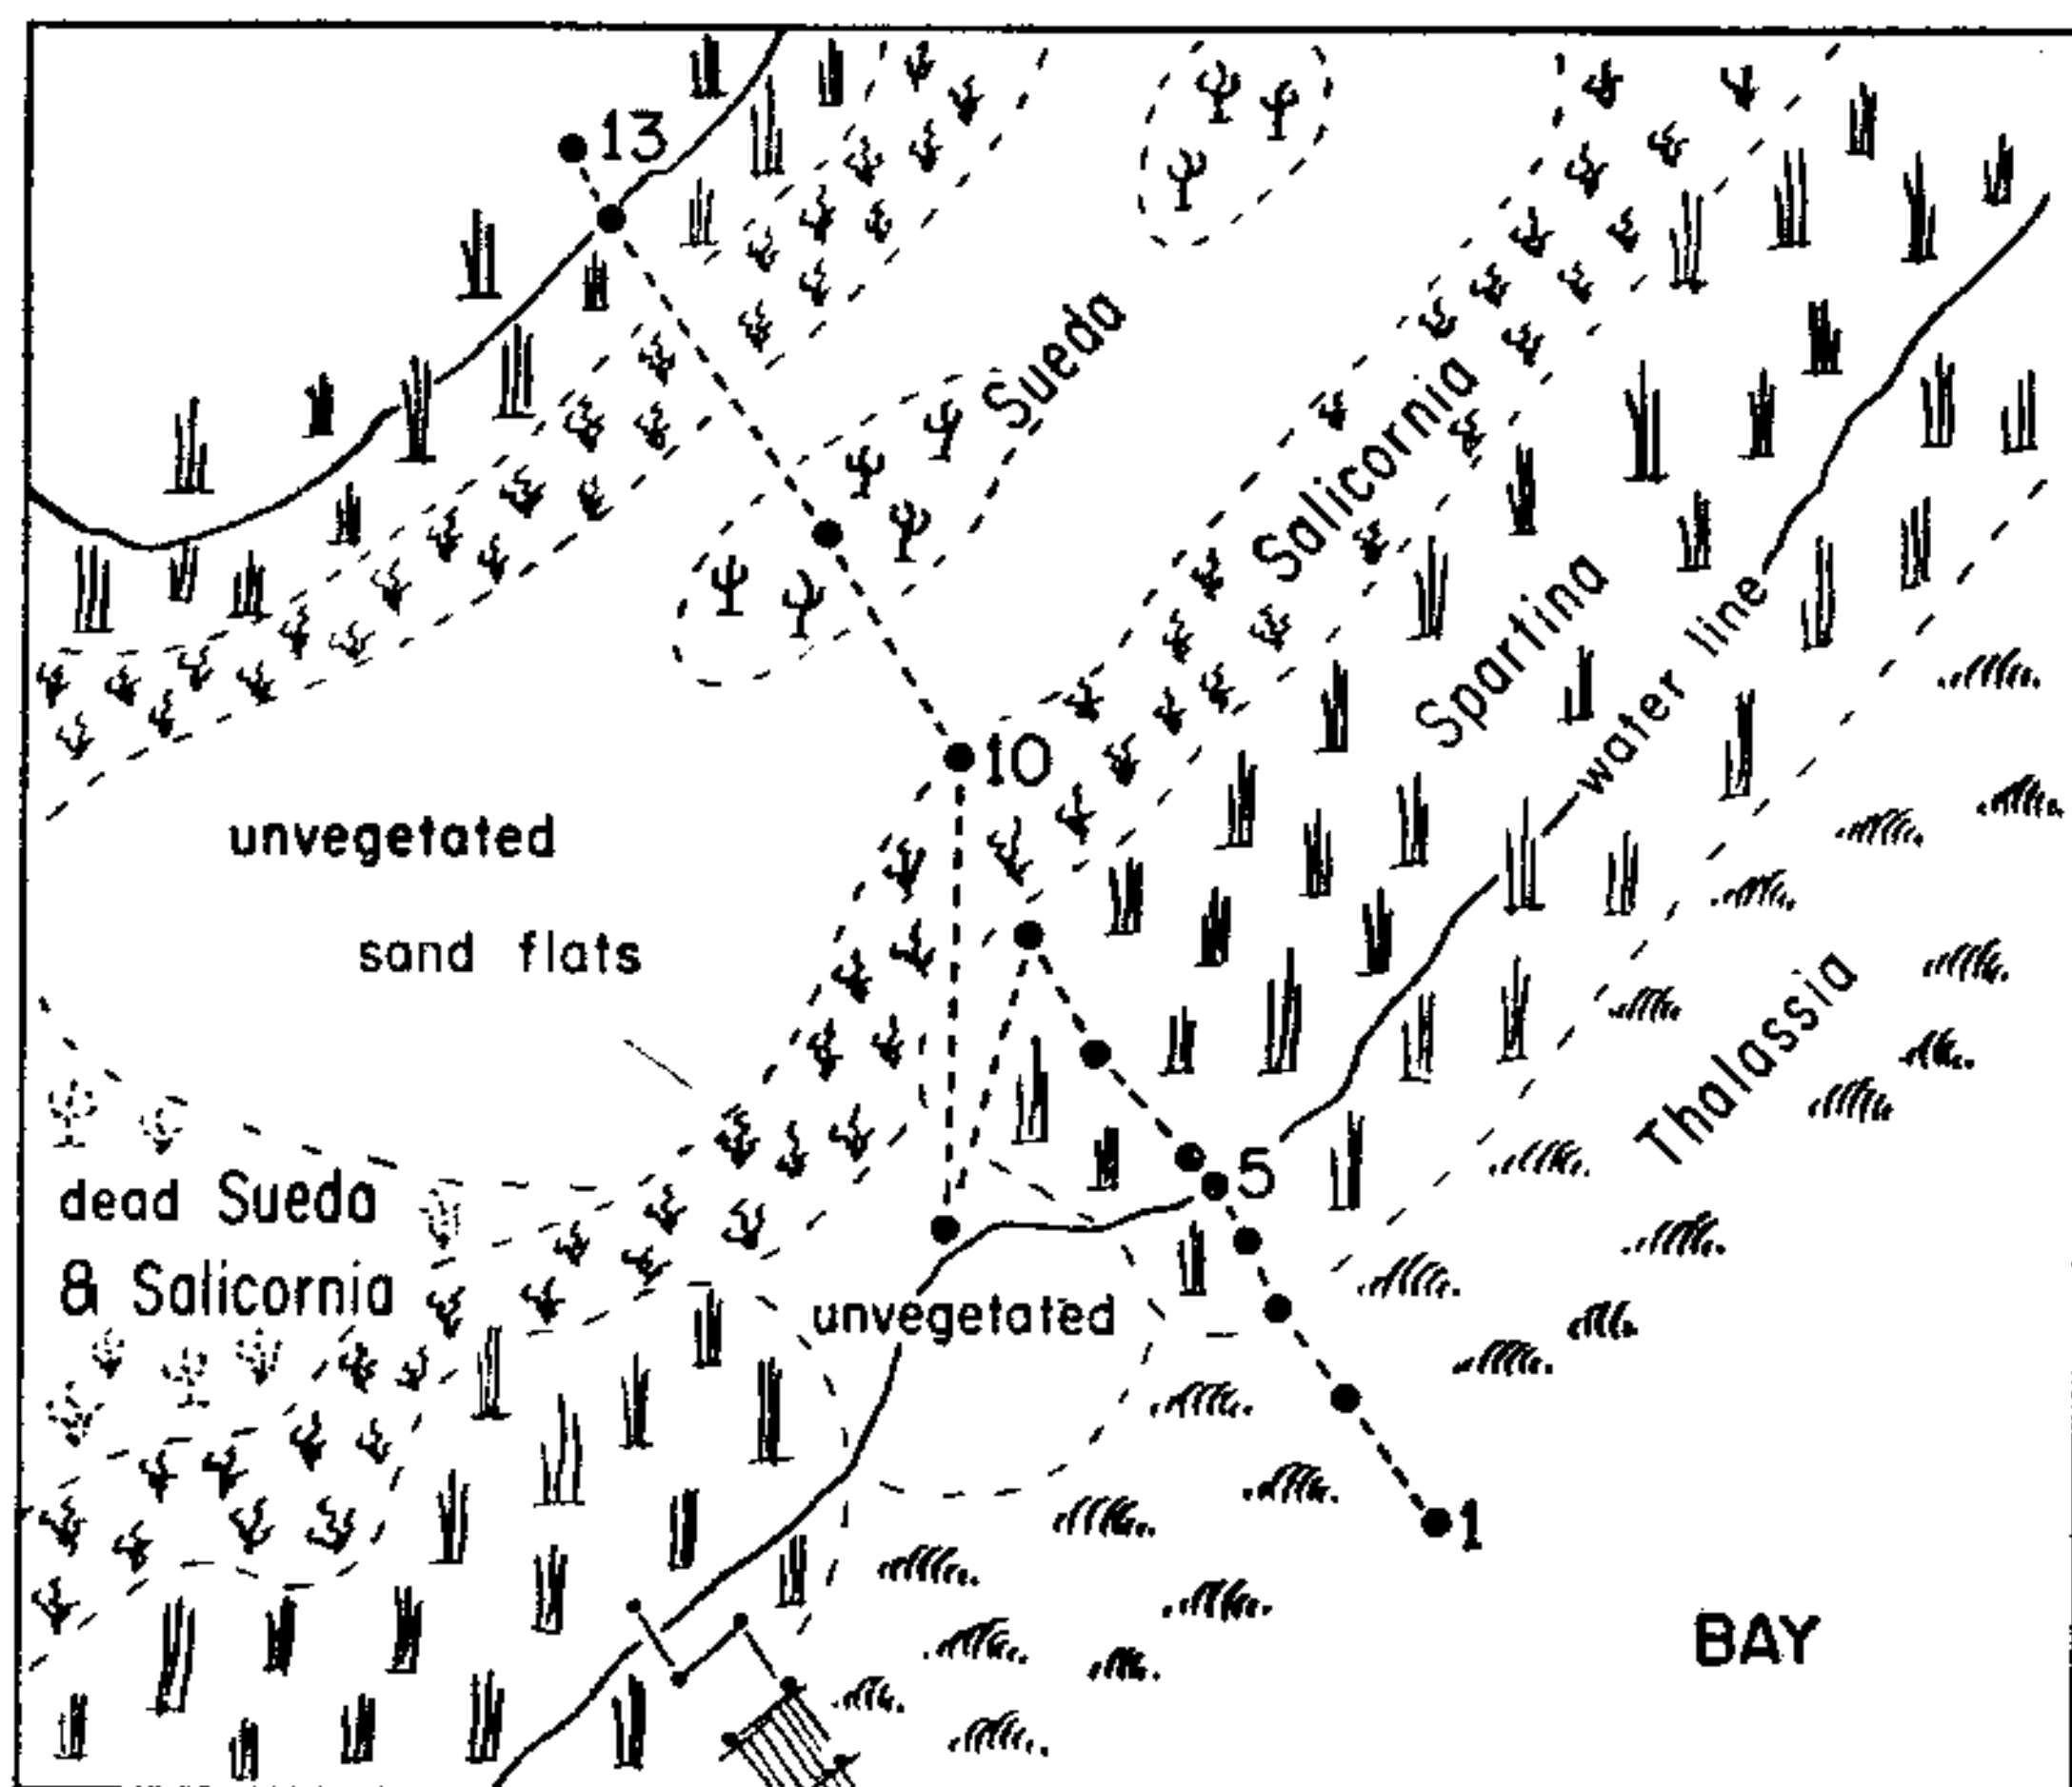 13
Sueda
Salicornia
Spartina
water line
10
unvegetated
sand flats
Thalassia
dead Sueda
& Salicornia
5
unvegetated
1
BAY